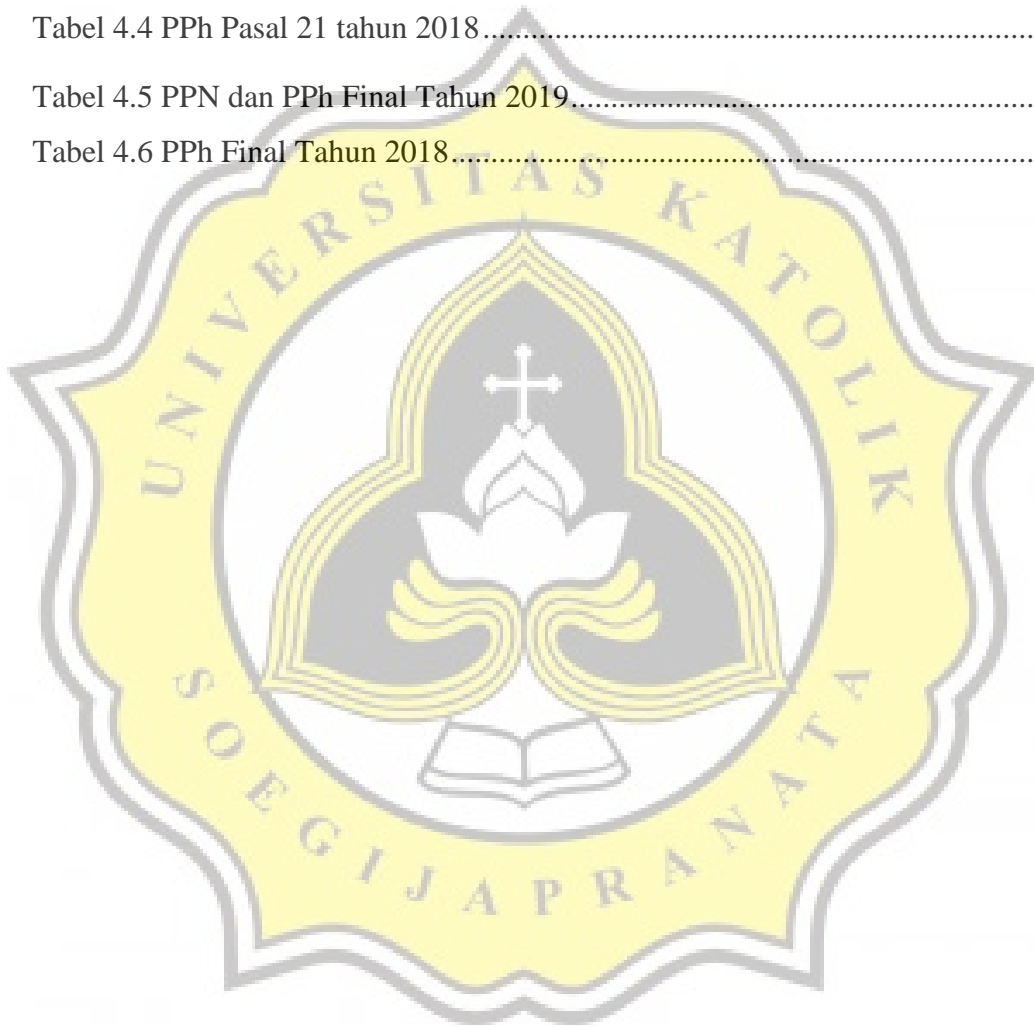 Tabel 4.4 PPh Pasal 21 tahun 2018................................................................
Tabel 4.5 PPN dan PPh Final Tahun 2019................................................................
Tabel 4.6 PPh Final Tahun 2018................................................................
UNIVERSITAS KATOLIK
SOEGIJAPRANATA